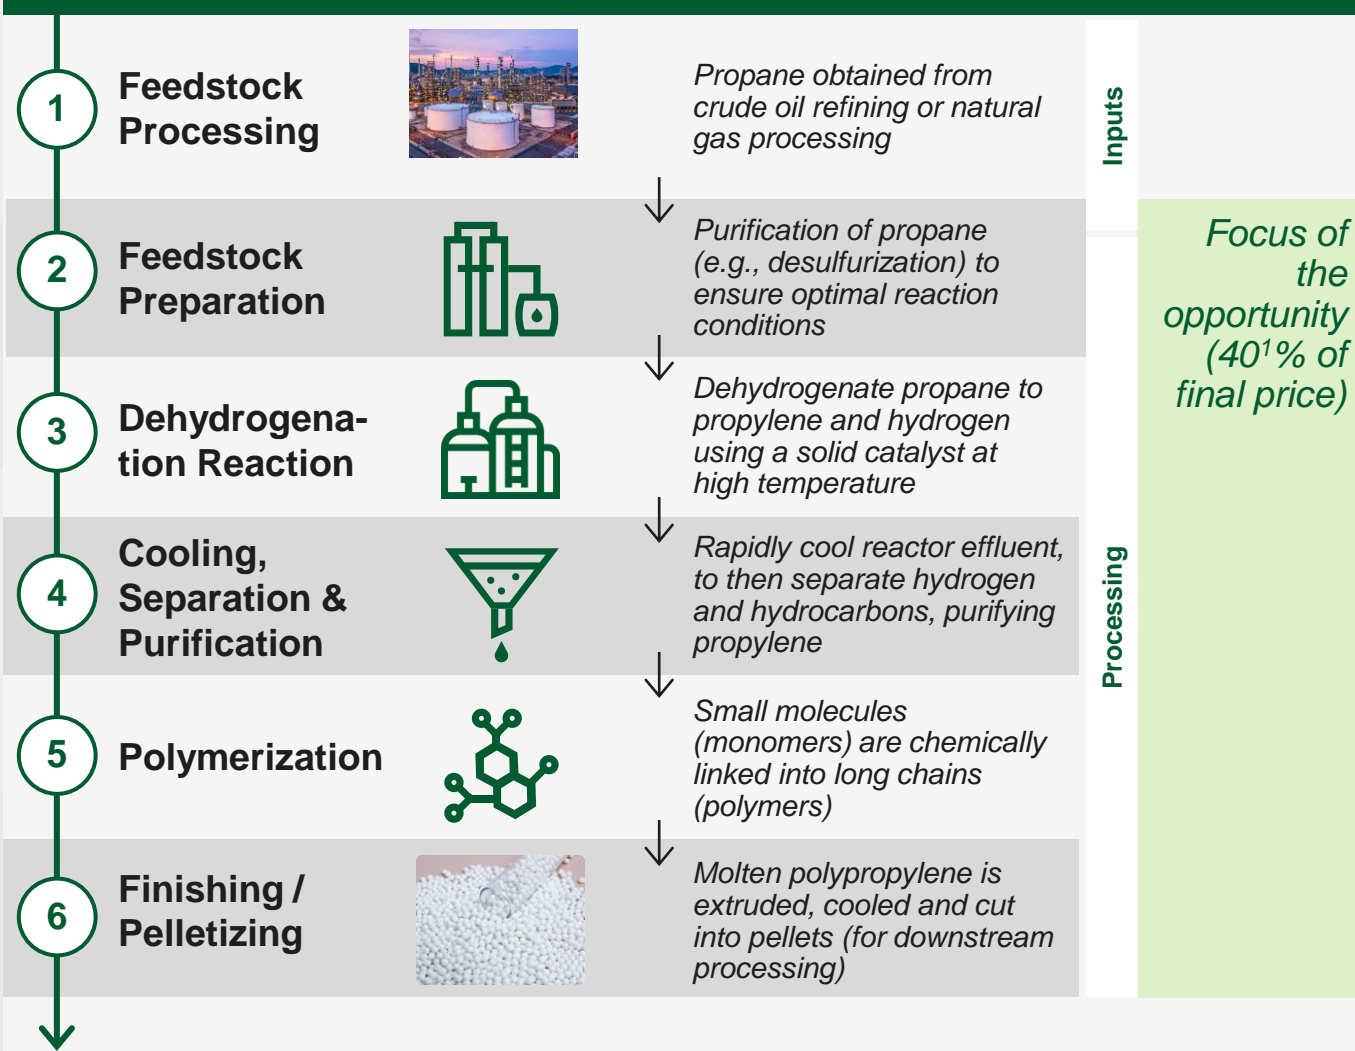 1
Feedstock
Processing
Propane obtained from
crude oil refining or natural
gas processing
Inputs
2
Feedstock
Preparation
Purification of propane
(e.g., desulfurization) to
ensure optimal reaction
conditions
Focus of
the
opportunity
(40¹% of
final price)
3
Dehydrogena-
tion Reaction
Dehydrogenate propane to
propylene and hydrogen
using a solid catalyst at
high temperature
Processing
4
Cooling,
Separation &
Purification
Rapidly cool reactor effluent,
to then separate hydrogen
and hydrocarbons, purifying
propylene
5
Polymerization
Small molecules
(monomers) are chemically
linked into long chains
(polymers)
6
Finishing /
Pelletizing
Molten polypropylene is
extruded, cooled and cut
into pellets (for downstream
processing)